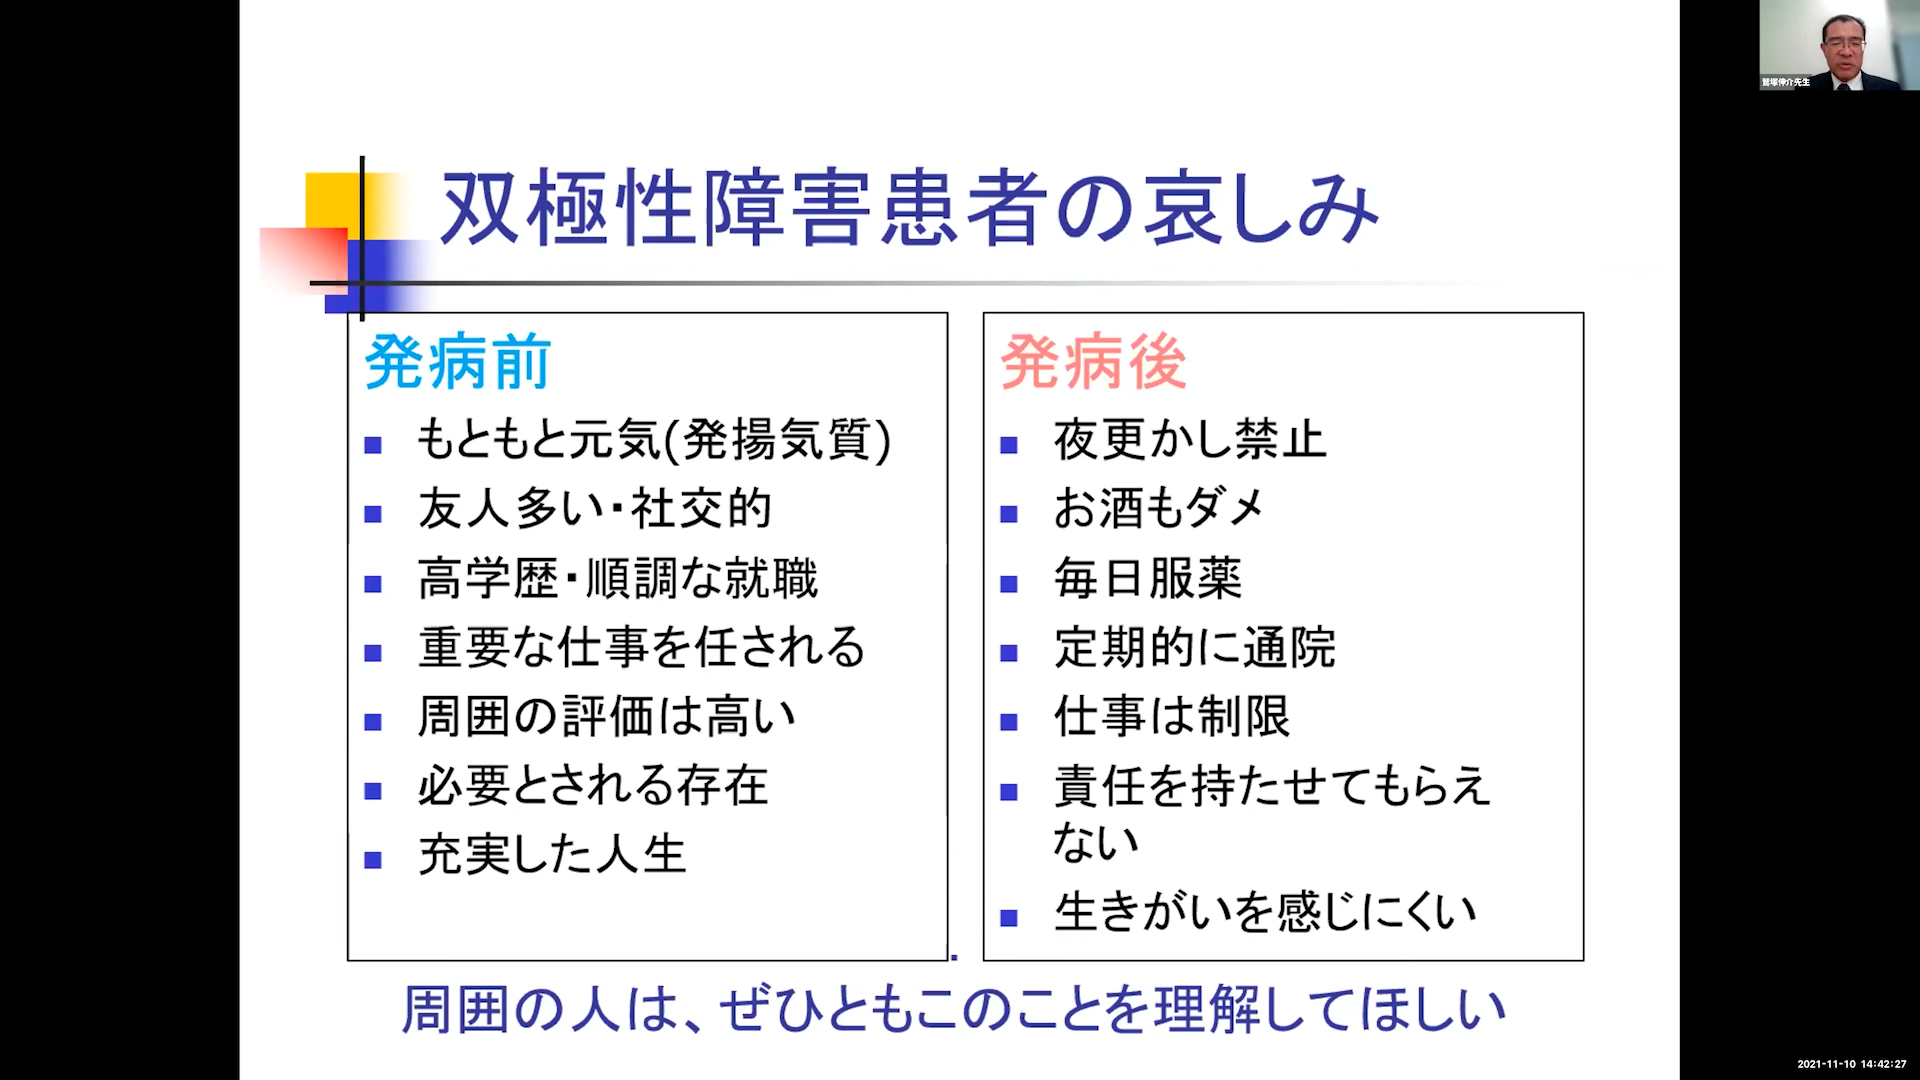 鷲塚伸介先生
双極性障害患者の哀しみ
発病前
もともと元気(発揚気質)
友人多い・社交的
高学歴・順調な就職
重要な仕事を任される
周囲の評価は高い
必要とされる存在
充実した人生
発病後
夜更かし禁止
お酒もダメ
毎日服薬
定期的に通院
仕事は制限
責任を持たせてもらえ
ない
生きがいを感じにくい
周囲の人は、ぜひともこのことを理解してほしい
2021-11-10 14:42:27